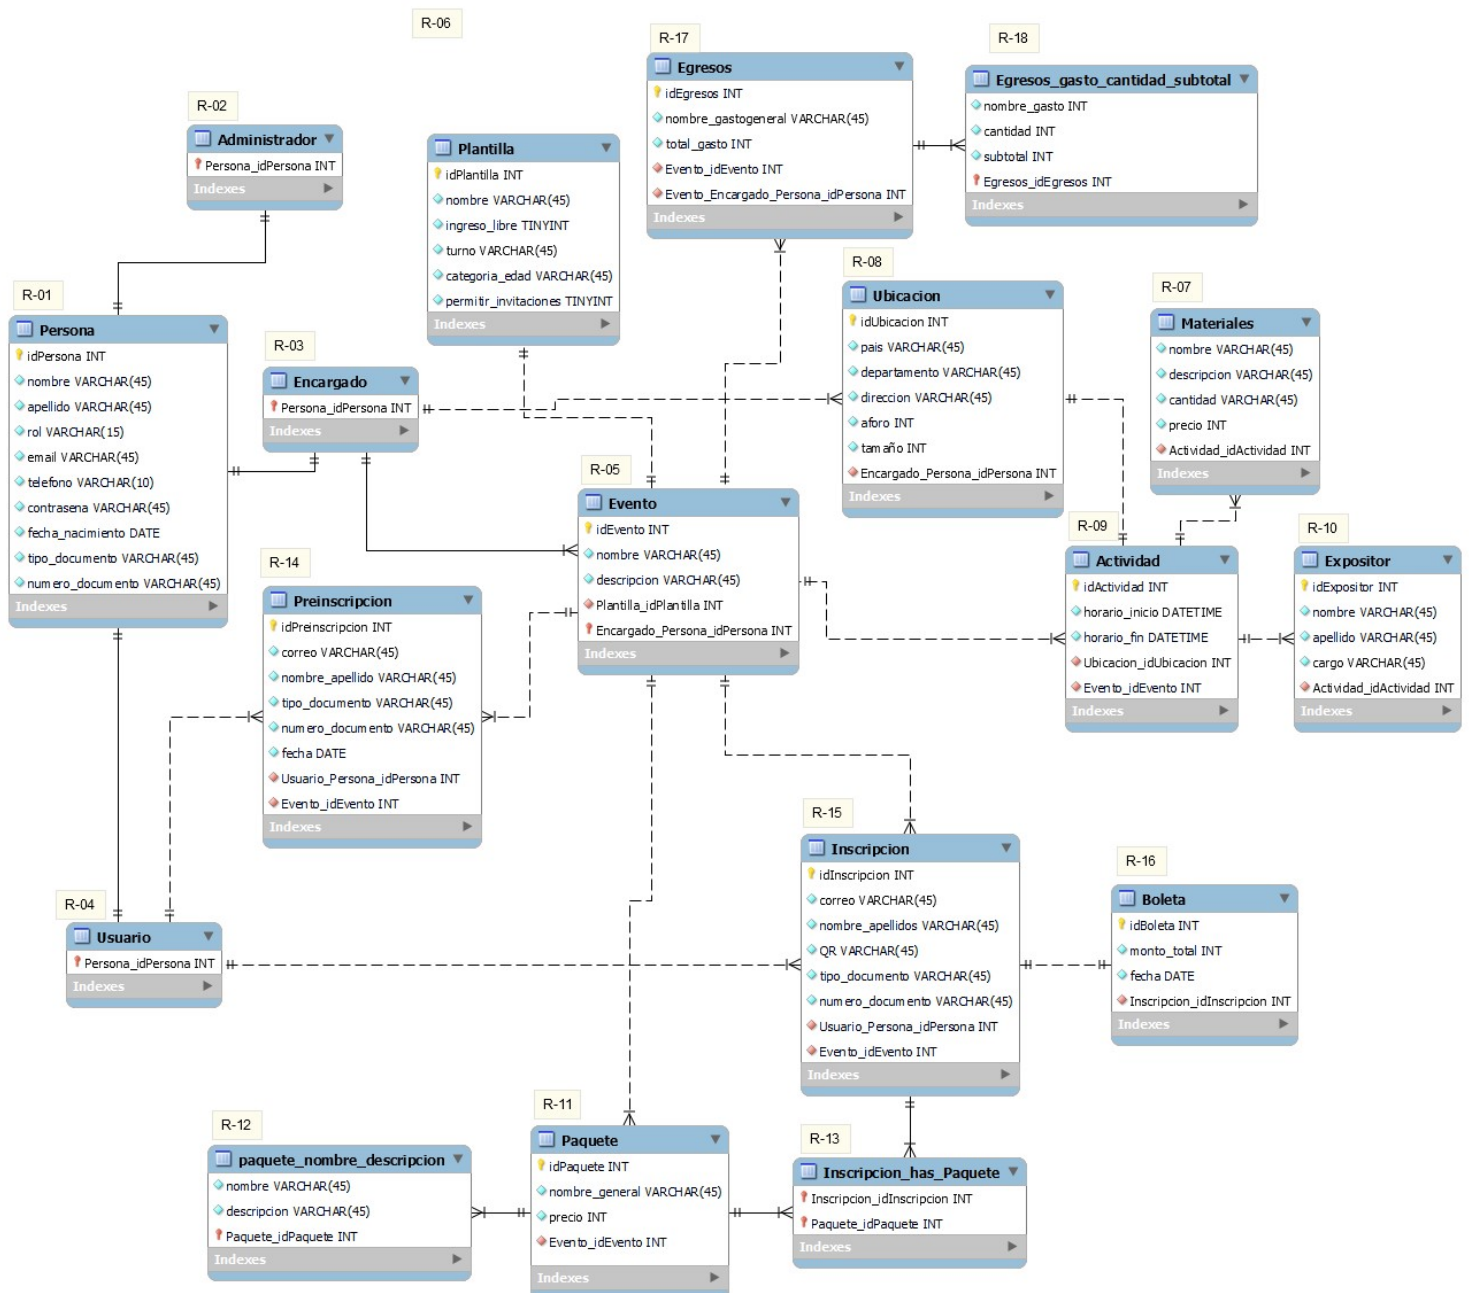 R-06
R-17
Egresos
idEgresos INT
nombre_gastogeneral VARCHAR(45)
total_gasto INT
Evento_idEvento INT
Evento_Encargado_Persona_idPersona INT
Indexes
R-18
Egresos_gasto_cantidad_subtotal
nombre_gasto INT
cantidad INT
subtotal INT
Egresos_idEgresos INT
Indexes
R-02
Administrador
Persona_idPersona INT
Indexes
Plantilla
idPlantilla INT
nombre VARCHAR(45)
ingreso_libre TINYINT
turno VARCHAR(45)
categoria_edad VARCHAR(45)
permitir_invitaciones TINYINT
Indexes
R-08
Ubicacion
idUbicacion INT
pais VARCHAR(45)
departamento VARCHAR(45)
direccion VARCHAR(45)
aforo INT
tamaño INT
Encargado_Persona_idPersona INT
Indexes
R-07
Materiales
nombre VARCHAR(45)
descripcion VARCHAR(45)
cantidad VARCHAR(45)
precio INT
Actividad_idActividad INT
Indexes
R-01
Persona
idPersona INT
nombre VARCHAR(45)
apellido VARCHAR(45)
rol VARCHAR(15)
email VARCHAR(45)
telefono VARCHAR(10)
contrasena VARCHAR(45)
fecha_nacimiento DATE
tipo_documento VARCHAR(45)
numero_documento VARCHAR(45)
Indexes
R-03
Encargado
Persona_idPersona INT
Indexes
R-05
Evento
idEvento INT
nombre VARCHAR(45)
descripcion VARCHAR(45)
Plantilla_idPlantilla INT
Encargado_Persona_idPersona INT
Indexes
R-09
Actividad
idActividad INT
horario_inicio DATETIME
horario_fin DATETIME
Ubicacion_idUbicacion INT
Evento_idEvento INT
Indexes
R-10
Expositor
idExpositor INT
nombre VARCHAR(45)
apellido VARCHAR(45)
cargo VARCHAR(45)
Actividad_idActividad INT
Indexes
R-14
Preinscripcion
idPreinscripcion INT
correo VARCHAR(45)
nombre_apellido VARCHAR(45)
tipo_documento VARCHAR(45)
numero_documento VARCHAR(45)
fecha DATE
Usuario_Persona_idPersona INT
Evento_idEvento INT
Indexes
R-15
Inscripcion
idInscripcion INT
correo VARCHAR(45)
nombre_apellidos VARCHAR(45)
QR VARCHAR(45)
tipo_documento VARCHAR(45)
numero_documento VARCHAR(45)
Usuario_Persona_idPersona INT
Evento_idEvento INT
Indexes
R-16
Boleta
idBoleta INT
monto_total INT
fecha DATE
Inscripcion_idInscripcion INT
Indexes
R-04
Usuario
Persona_idPersona INT
Indexes
R-12
paquete_nombre_descripcion
nombre VARCHAR(45)
descripcion VARCHAR(45)
Paquete_idPaquete INT
Indexes
R-11
Paquete
idPaquete INT
nombre_general VARCHAR(45)
precio INT
Evento_idEvento INT
Indexes
R-13
Inscripcion_has_Paquete
Inscripcion_idInscripcion INT
Paquete_idPaquete INT
Indexes